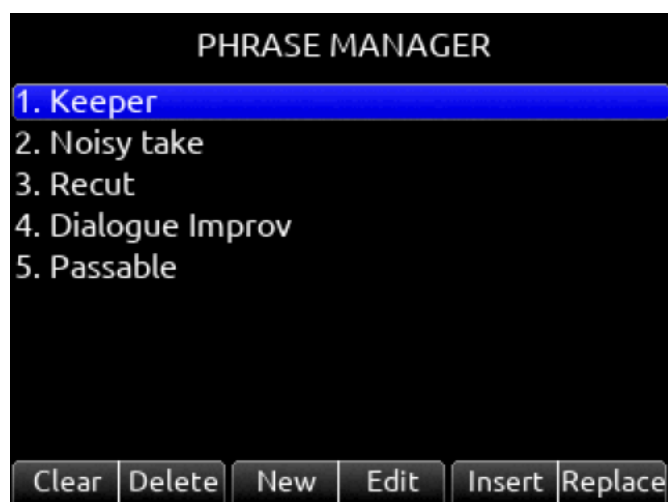 PHRASE MANAGER
1. Keeper
2. Noisy take
3. Recut
4. Dialogue Improv
5. Passable
Clear Delete New Edit Insert Replace